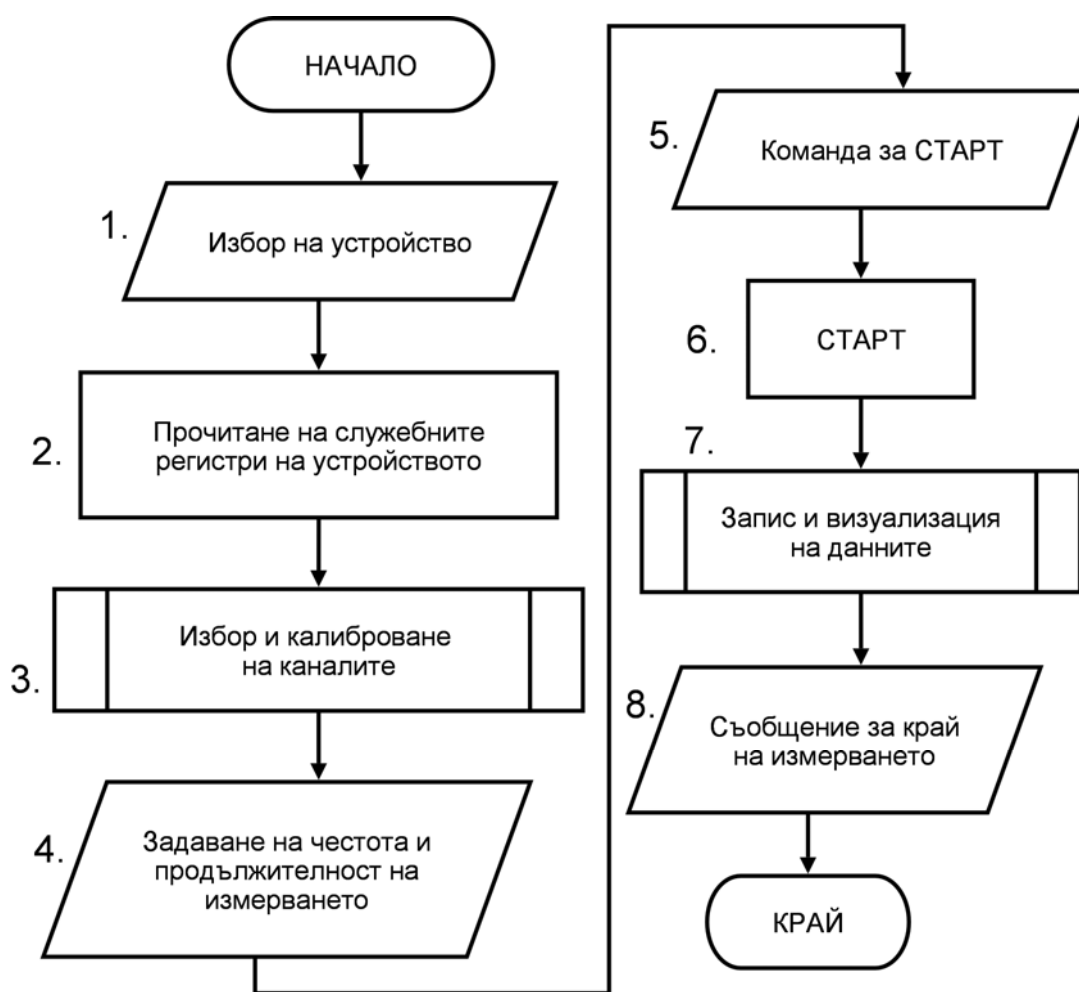 НАЧАЛО
1.
Избор на устройство
2.
Прочитане на служебните
регистри на устройството
3.
Избор и калиброване
на каналите
4.
Задаване на честота и
продължителност на
измерването
5.
Команда за СТАРТ
6.
СТАРТ
7.
Запис и визуализация
на данните
8.
Съобщение за край
на измерването
КРАЙ